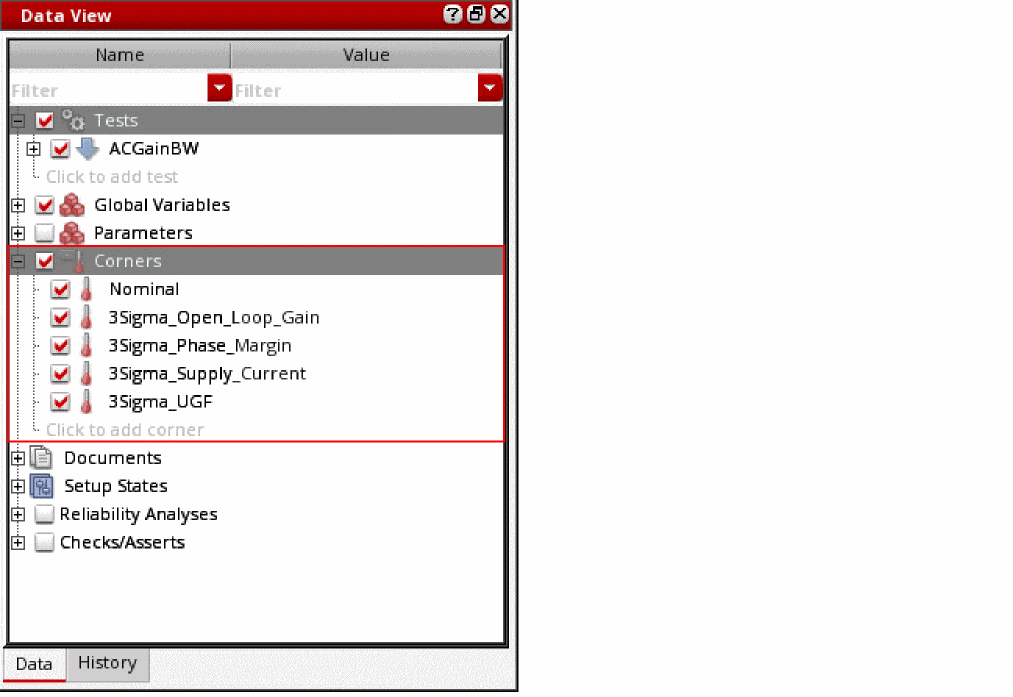 Data View
Name Value
Filter Filter
Tests
ACGainBW
Click to add test
Global Variables
Parameters
Corners
Nominal
3Sigma_Open_Loop_Gain
3Sigma_Phase_Margin
3Sigma_Supply_Current
3Sigma_UGF
Click to add corner
Documents
Setup States
Reliability Analyses
Checks/Asserts
Data History